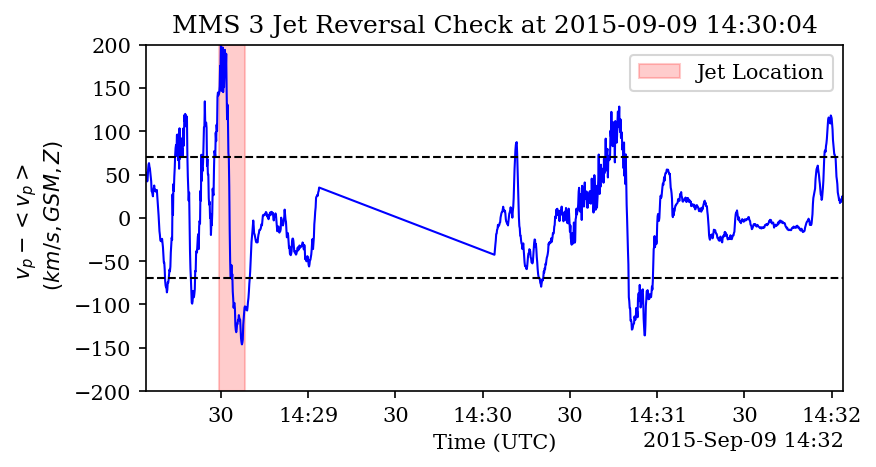 MMS 3 Jet Reversal Check at 2015-09-09 14:30:04
Jet Location
200
150
100
50
0
−50
−100
−150
−200
v_p − < v_p >
(km/s, GSM, Z)
30
14:29
30
14:30
30
14:31
30
14:32
Time (UTC)
2015-Sep-09 14:32